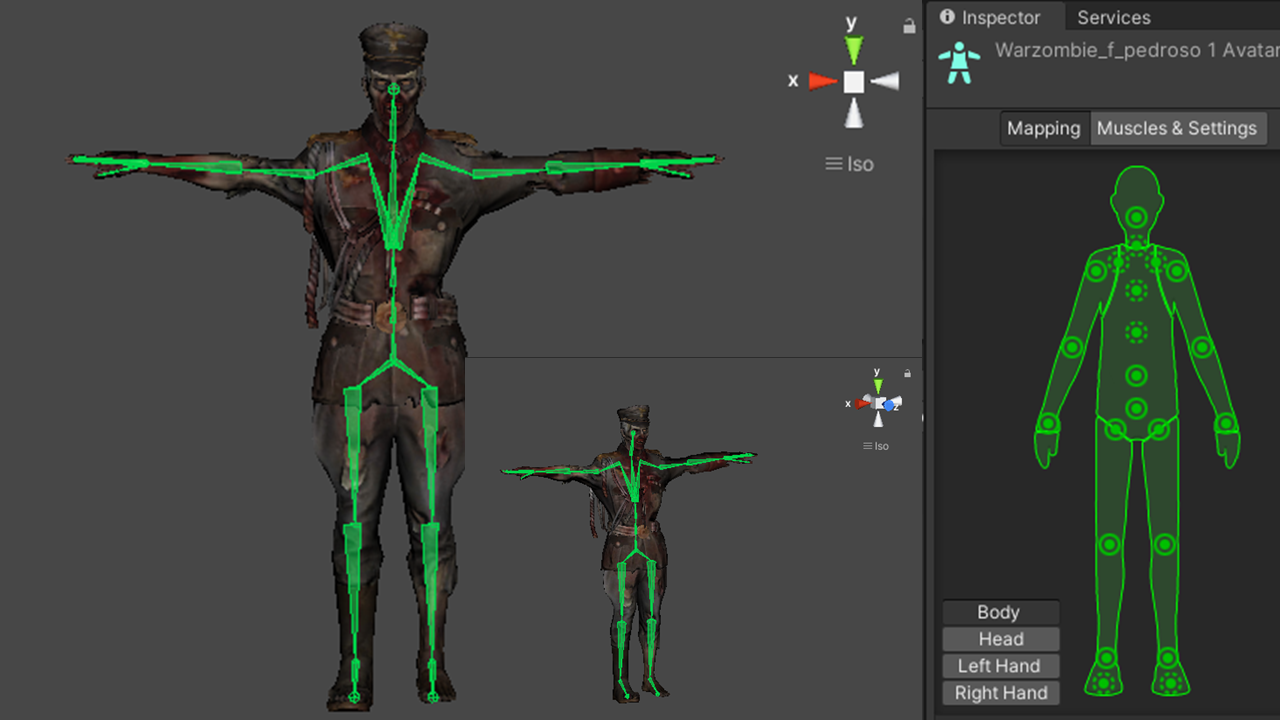 Inspector
Services
Warzombie_f_pedroso 1 Avatar
Mapping
Muscles & Settings
y
x
Iso
y
x
z
Iso
Body
Head
Left Hand
Right Hand